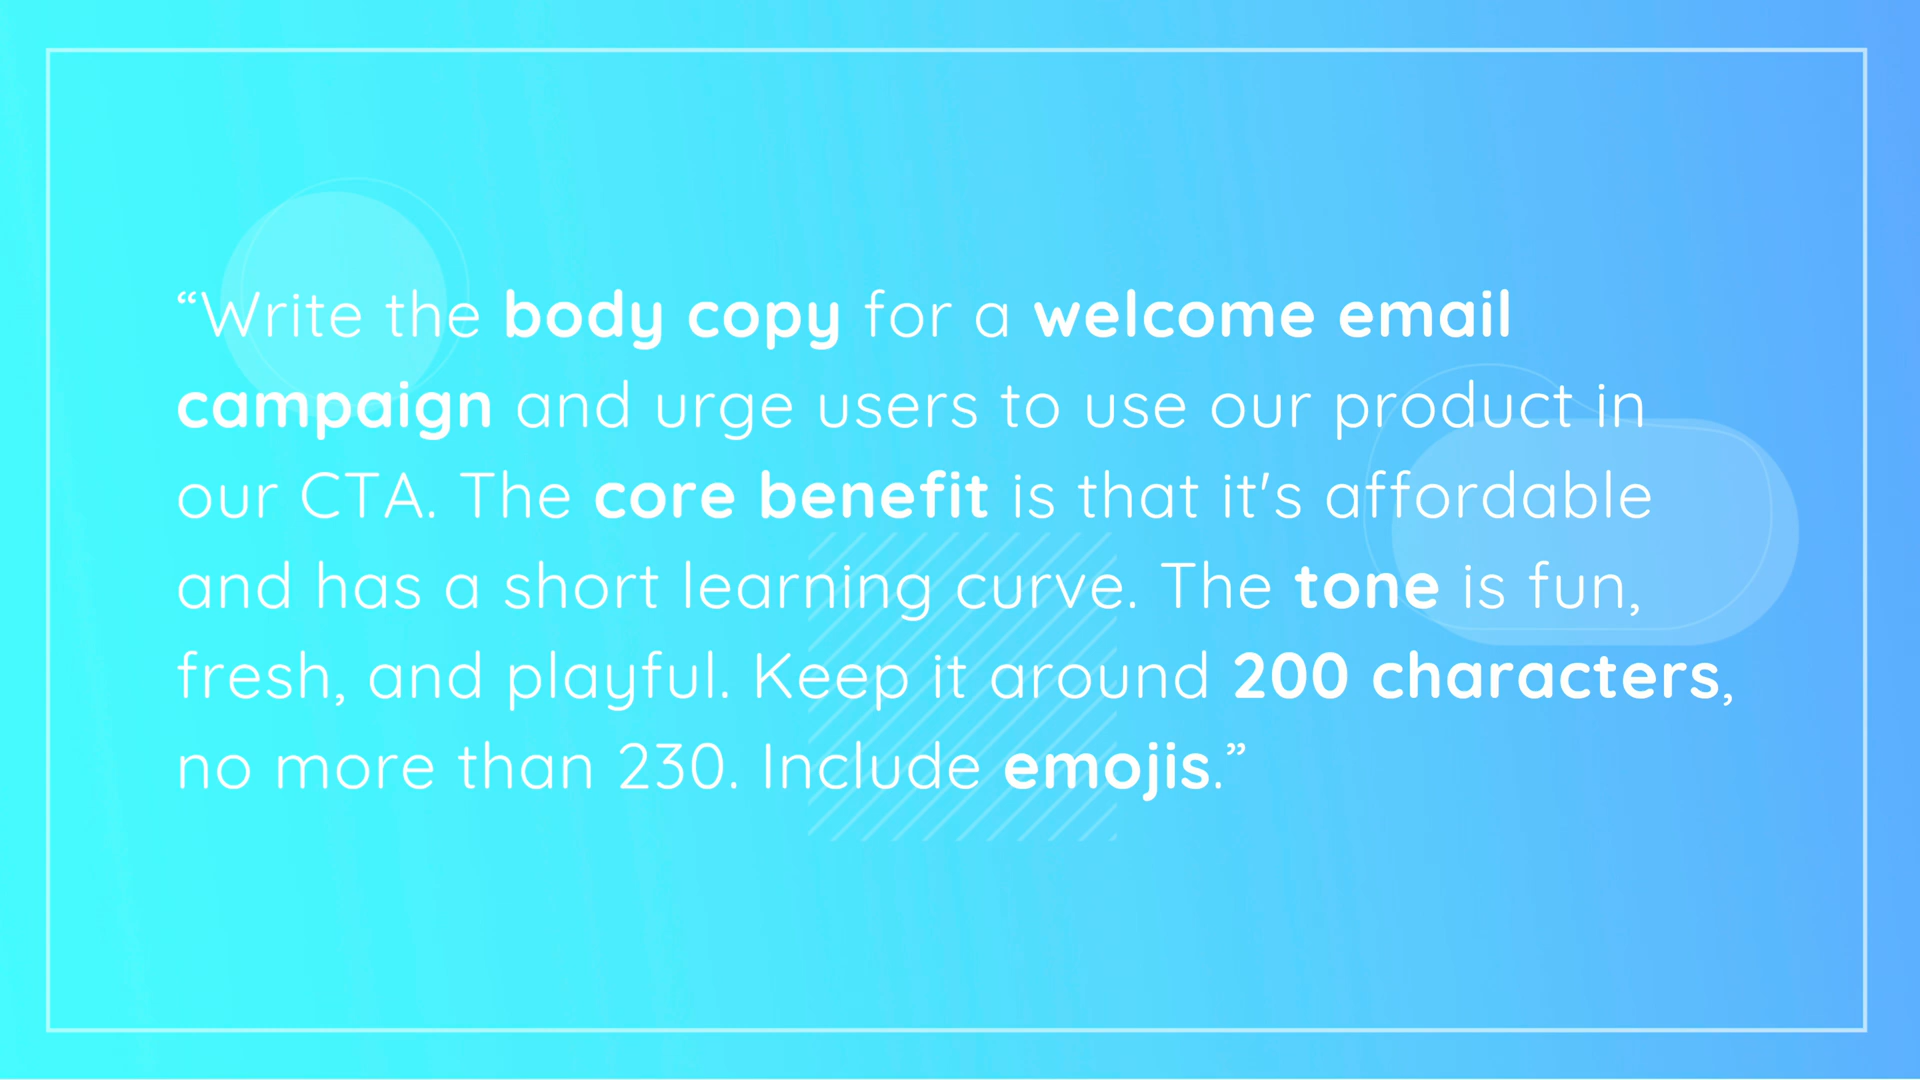 “Write the body copy for a welcome email
campaign and urge users to use our product in
our CTA. The core benefit is that it's affordable
and has a short learning curve. The tone is fun,
fresh, and playful. Keep it around 200 characters,
no more than 230. Include emojis.”